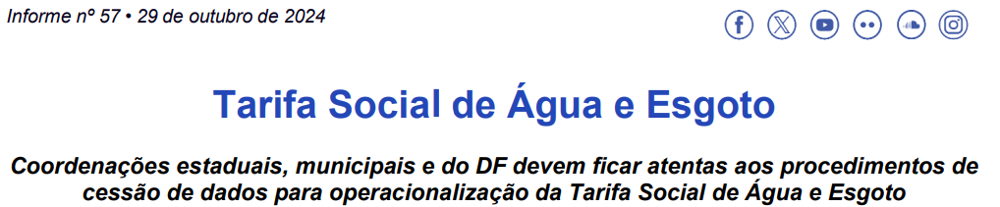 Informe nº 57 • 29 de outubro de 2024
Tarifa Social de Água e Esgoto
Coordenações estaduais, municipais e do DF devem ficar atentas aos procedimentos de
cessão de dados para operacionalização da Tarifa Social de Água e Esgoto